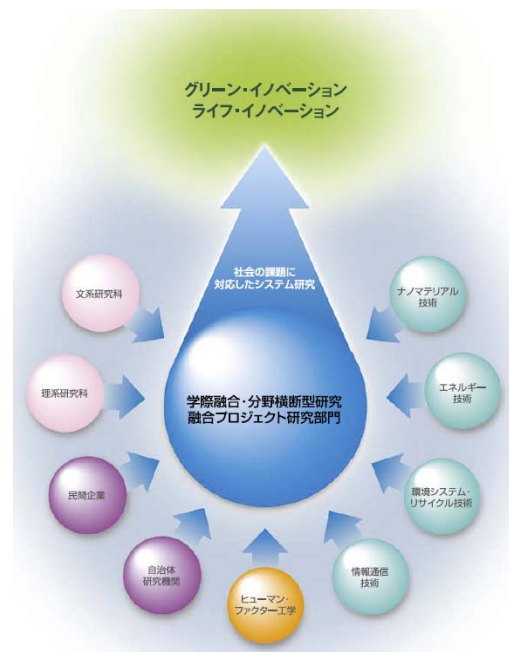 グリーン・イノベーション
ライフ・イノベーション
社会の課題に
対応したシステム研究
学際融合・分野横断型研究
融合プロジェクト研究部門
文系研究科
理系研究科
民間企業
自治体
研究機関
ヒューマン・
ファクター工学
情報通信
技術
環境システム・
リサイクル技術
エネルギー
技術
ナノマテリアル
技術